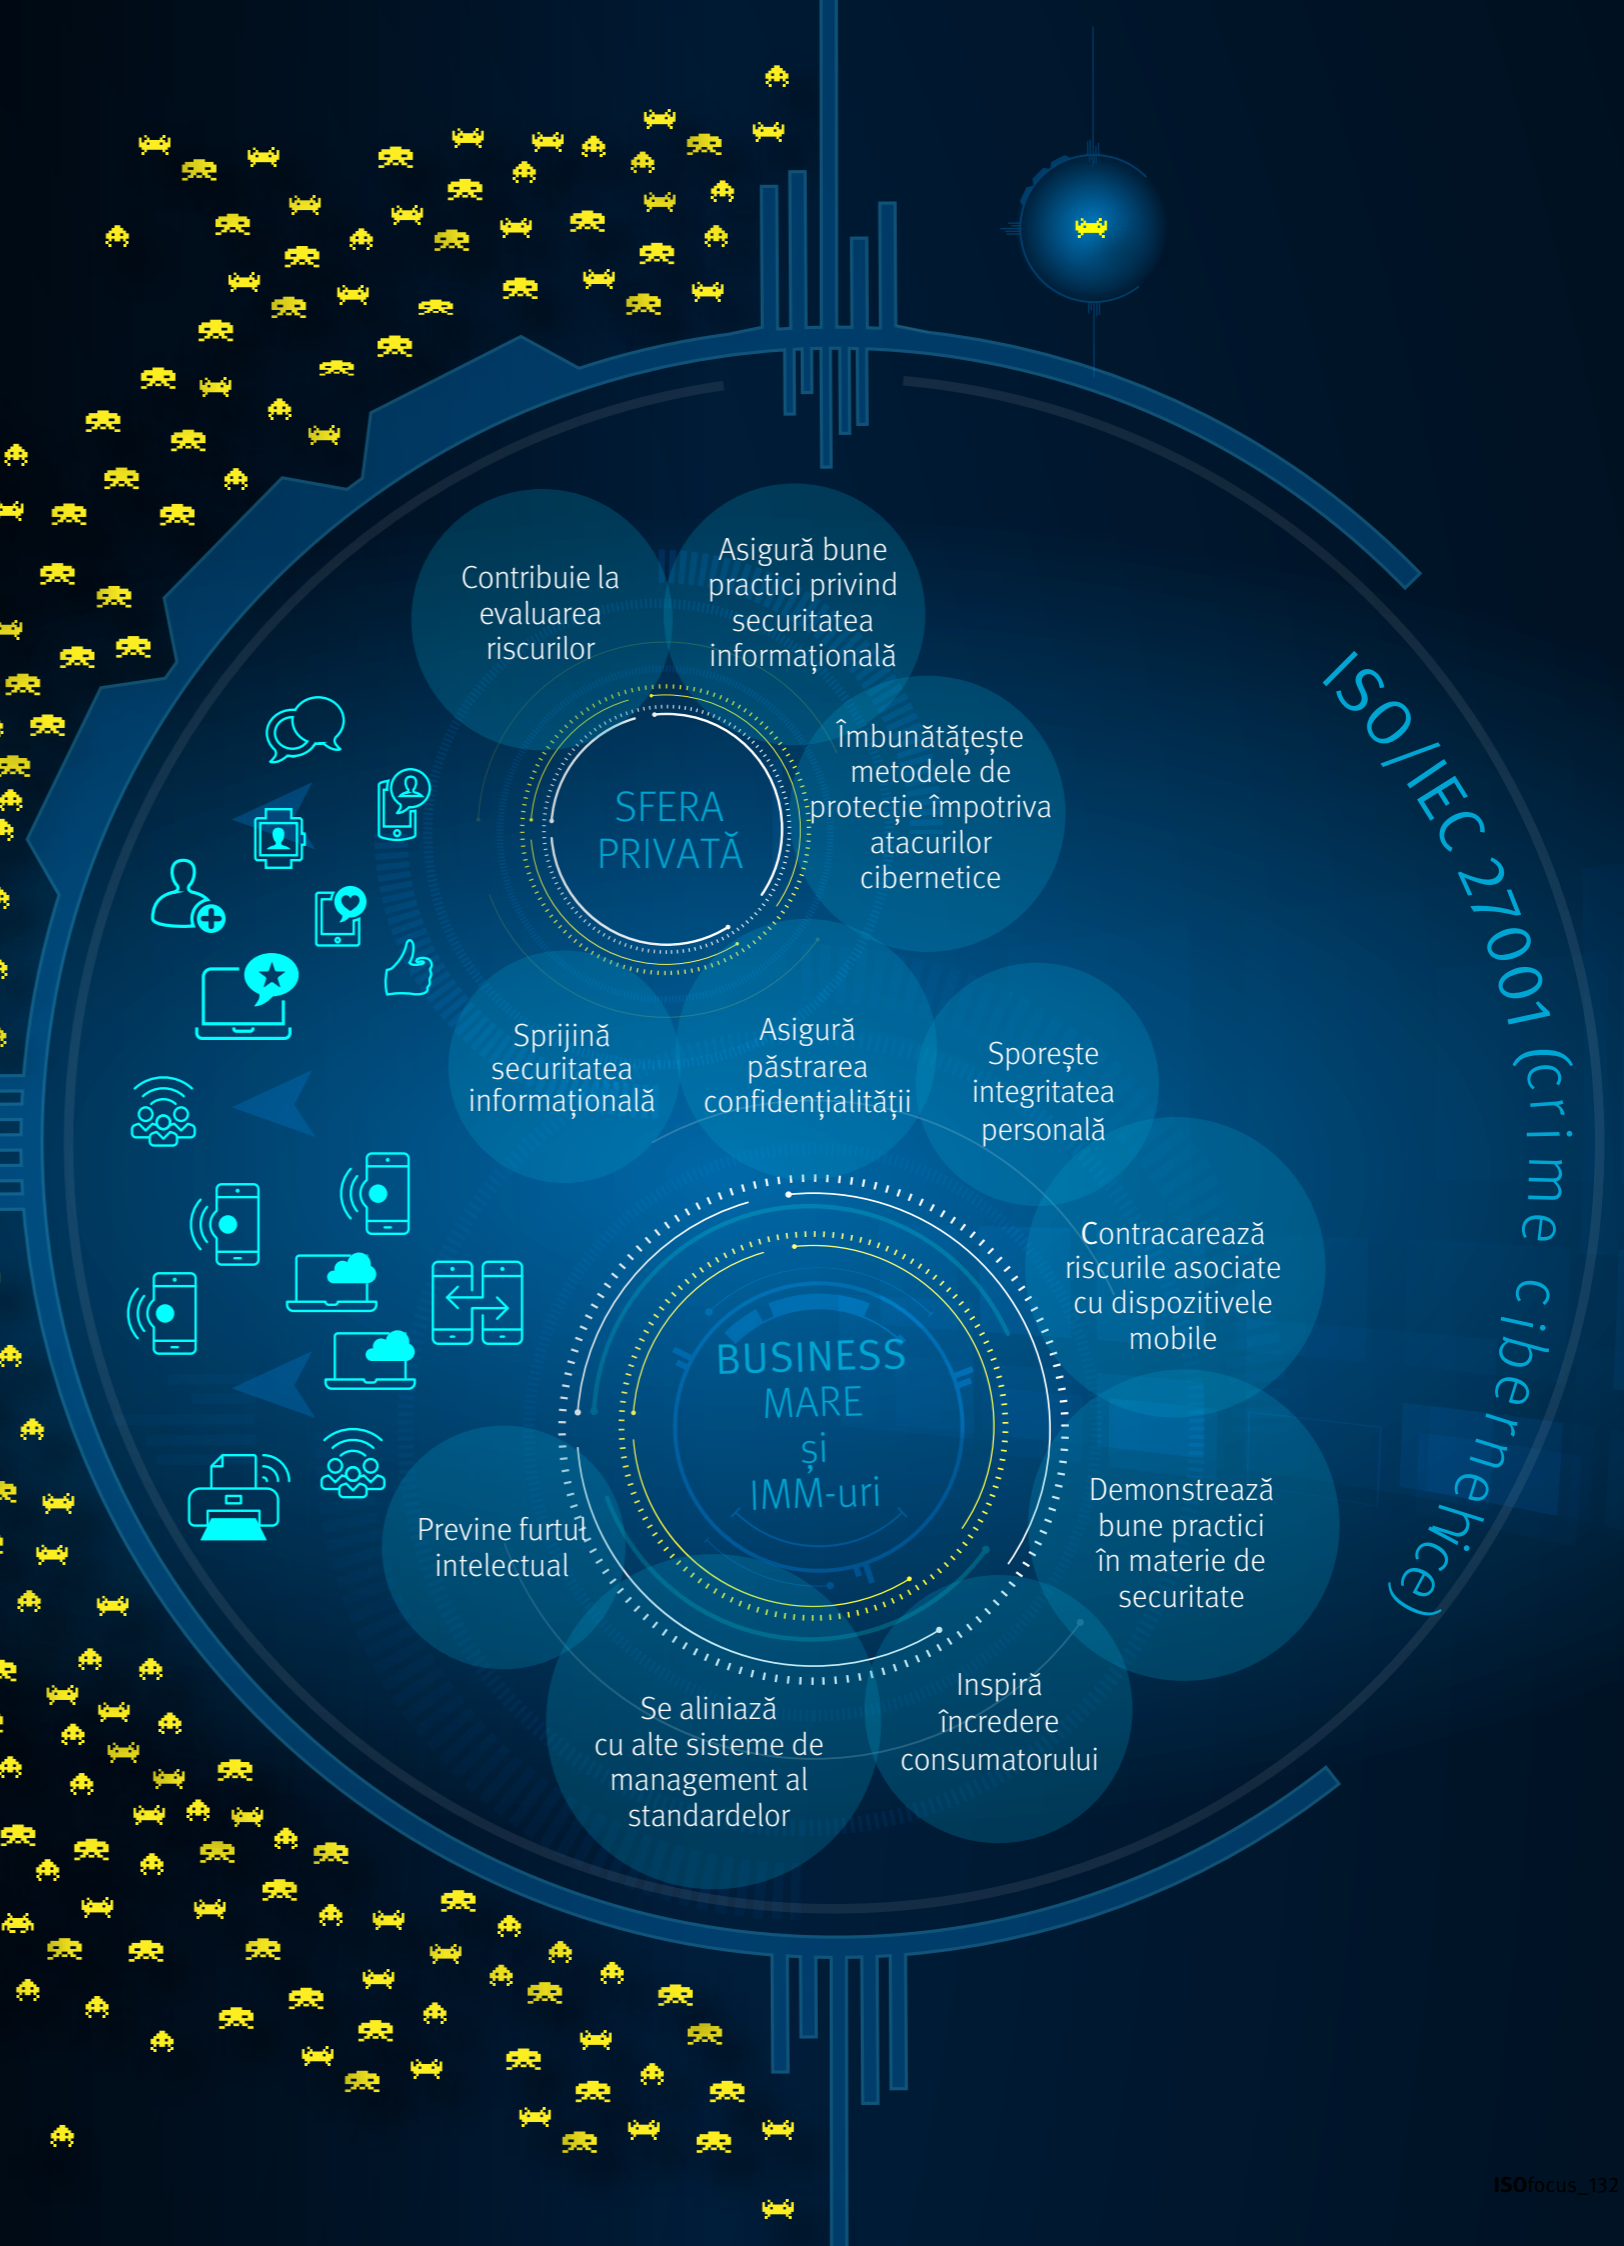 Contribuie la
evaluarea
riscurilor
Asigură bune
practici privind
securitatea
informațională
Îmbunătățește
metodele de
protecție împotriva
atacurilor
cibernetice
SFERA
PRIVATĂ
Sprijină
securitatea
informațională
Asigură
păstrarea
confidențialității
Sporește
integritatea
personală
Contracarează
riscurile asociate
cu dispozitivele
mobile
BUSINESS
MARE
și
IMM-uri
Demonstrează
bune practici
în materie de
securitate
Previne furtul
intelectual
Se aliniază
cu alte sisteme de
management al
standardelor
Inspiră
încredere
consumatorului
ISO/IEC 27001 (crime cibernehice)
ISOfocus_132